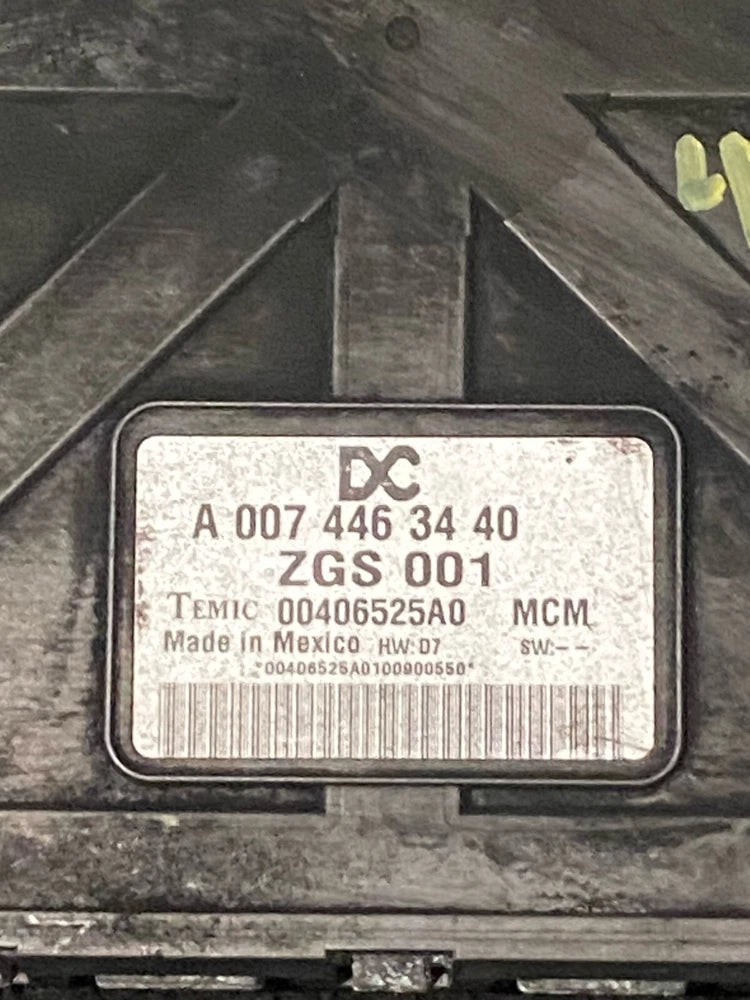 DC
A 007 446 34 40
ZGS 001
TEMIC 00406525A0 MCM
Made in Mexico HW: D7 SW:--
*00406525A0100900550*